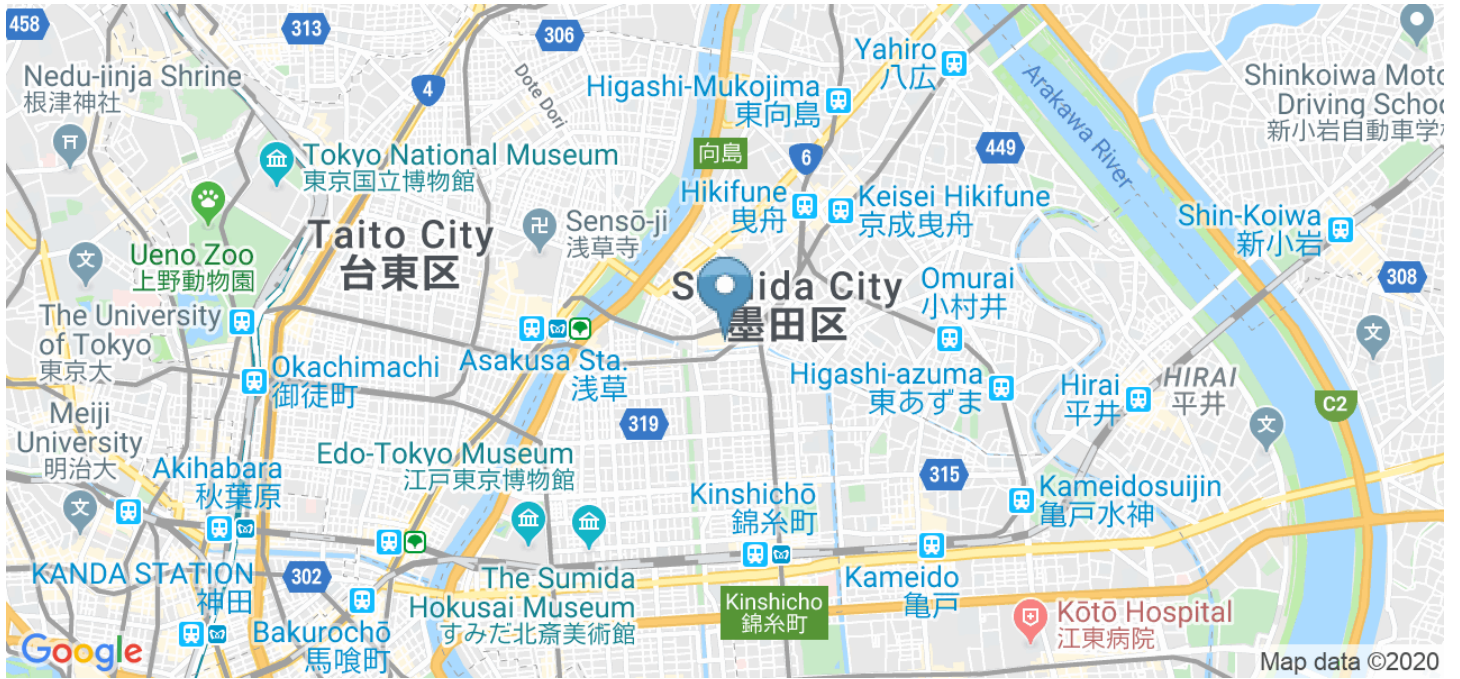 458
313
306
Nedu-jinja Shrine
根津神社
4
Dote Dori
Higashi-Mukojima
東向島
Yahiro
八広
Arakawa River
Shinkoiwa Moto
Driving Schoo
新小岩自動車学
449
向島
6
Tokyo National Museum
東京国立博物館
Hikifune
曳舟
Keisei Hikifune
京成曳舟
Shin-Koiwa
新小岩
Ueno Zoo
上野動物園
Taito City
台東区
Sensō-ji
浅草寺
卍
文
Omurai
小村井
308
City
墨田区
The University
of Tokyo
東京大
Okachimachi
御徒町
Asakusa Sta.
浅草
Higashi-azuma
東あずま
Hirai
平井
HIRAI
平井
文
C2
319
Meiji
University
明治大
Akihabara
秋葉原
Edo-Tokyo Museum
江戸東京博物館
文
315
文
Kinshichō
錦糸町
Kameidosuijin
亀戸水神
KANDA STATION
神田
302
The Sumida
Hokusai Museum
すみだ北斎美術館
Kameido
亀戸
Kinshicho
錦糸町
Kōtō Hospital
江東病院
Bakurochō
馬喰町
Google
Map data ©2020